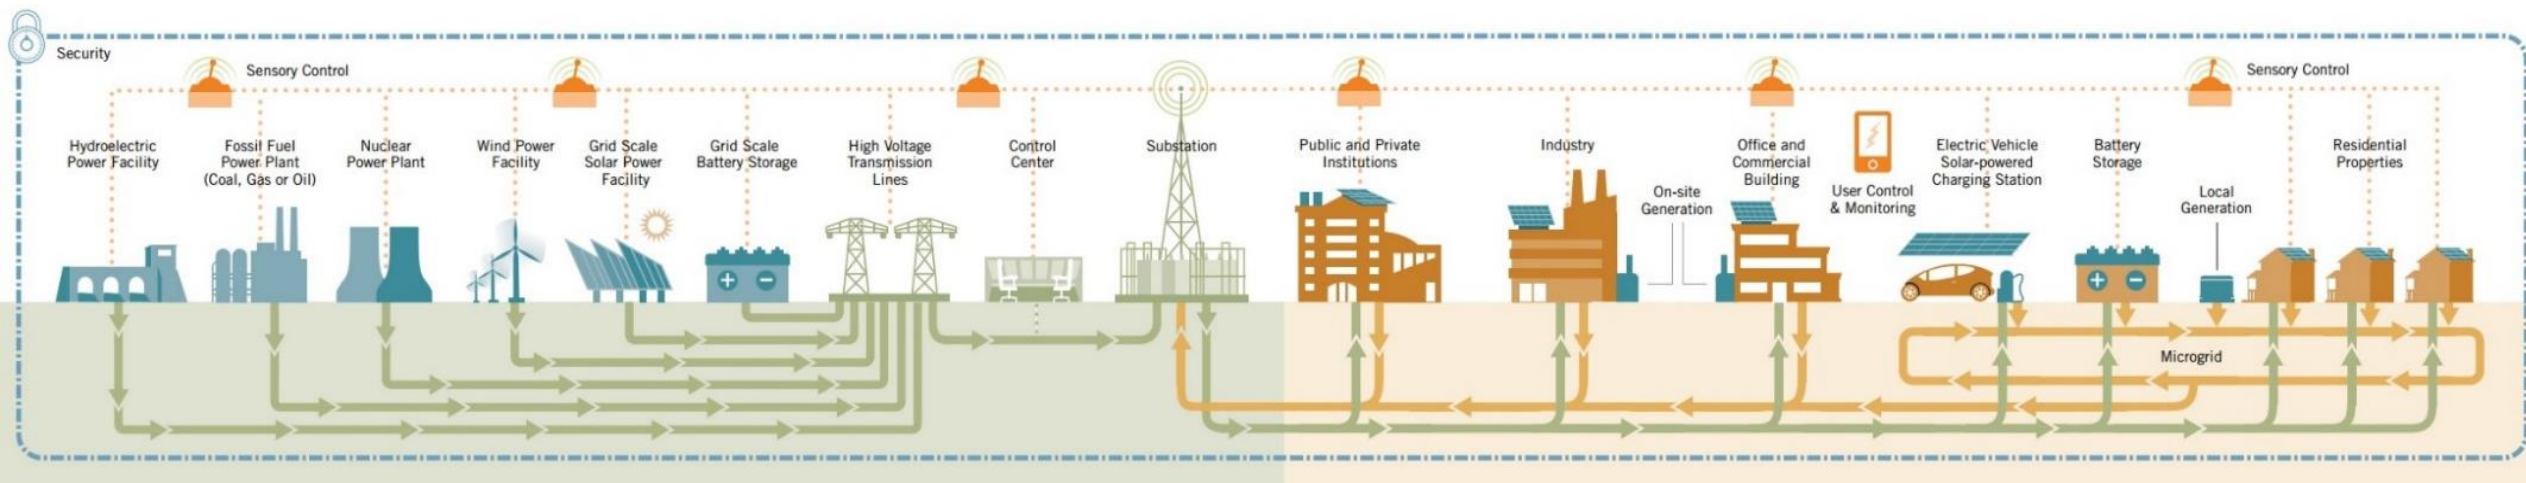 Security
Sensory Control
Sensory Control
Hydroelectric
Power Facility
Fossil Fuel
Power Plant
(Coal, Gas or Oil)
Nuclear
Power Plant
Wind Power
Facility
Grid Scale
Solar Power
Facility
Grid Scale
Battery Storage
High Voltage
Transmission
Lines
Control
Center
Substation
Public and Private
Institutions
Industry
On-site
Generation
Office and
Commercial
Building
User Control
& Monitoring
Electric Vehicle
Solar-powered
Charging Station
Battery
Storage
Local
Generation
Residential
Properties
Microgrid